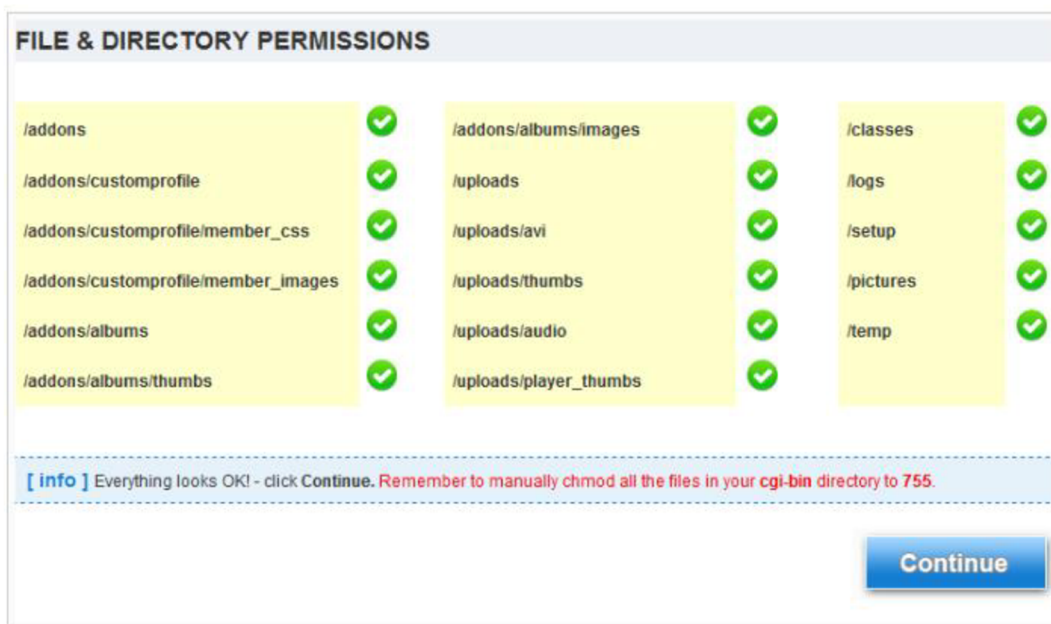 FILE & DIRECTORY PERMISSIONS
/addons
/addons/albums/images
/classes
/addons/customprofile
/uploads
/logs
/addons/customprofile/member_css
/uploads/avi
/setup
/addons/customprofile/member_images
/uploads/thumbs
/pictures
/addons/albums
/uploads/audio
/temp
/addons/albums/thumbs
/uploads/player_thumbs
[ info ] Everything looks OK! - click Continue. Remember to manually chmod all the files in your cgi-bin directory to 755.
Continue